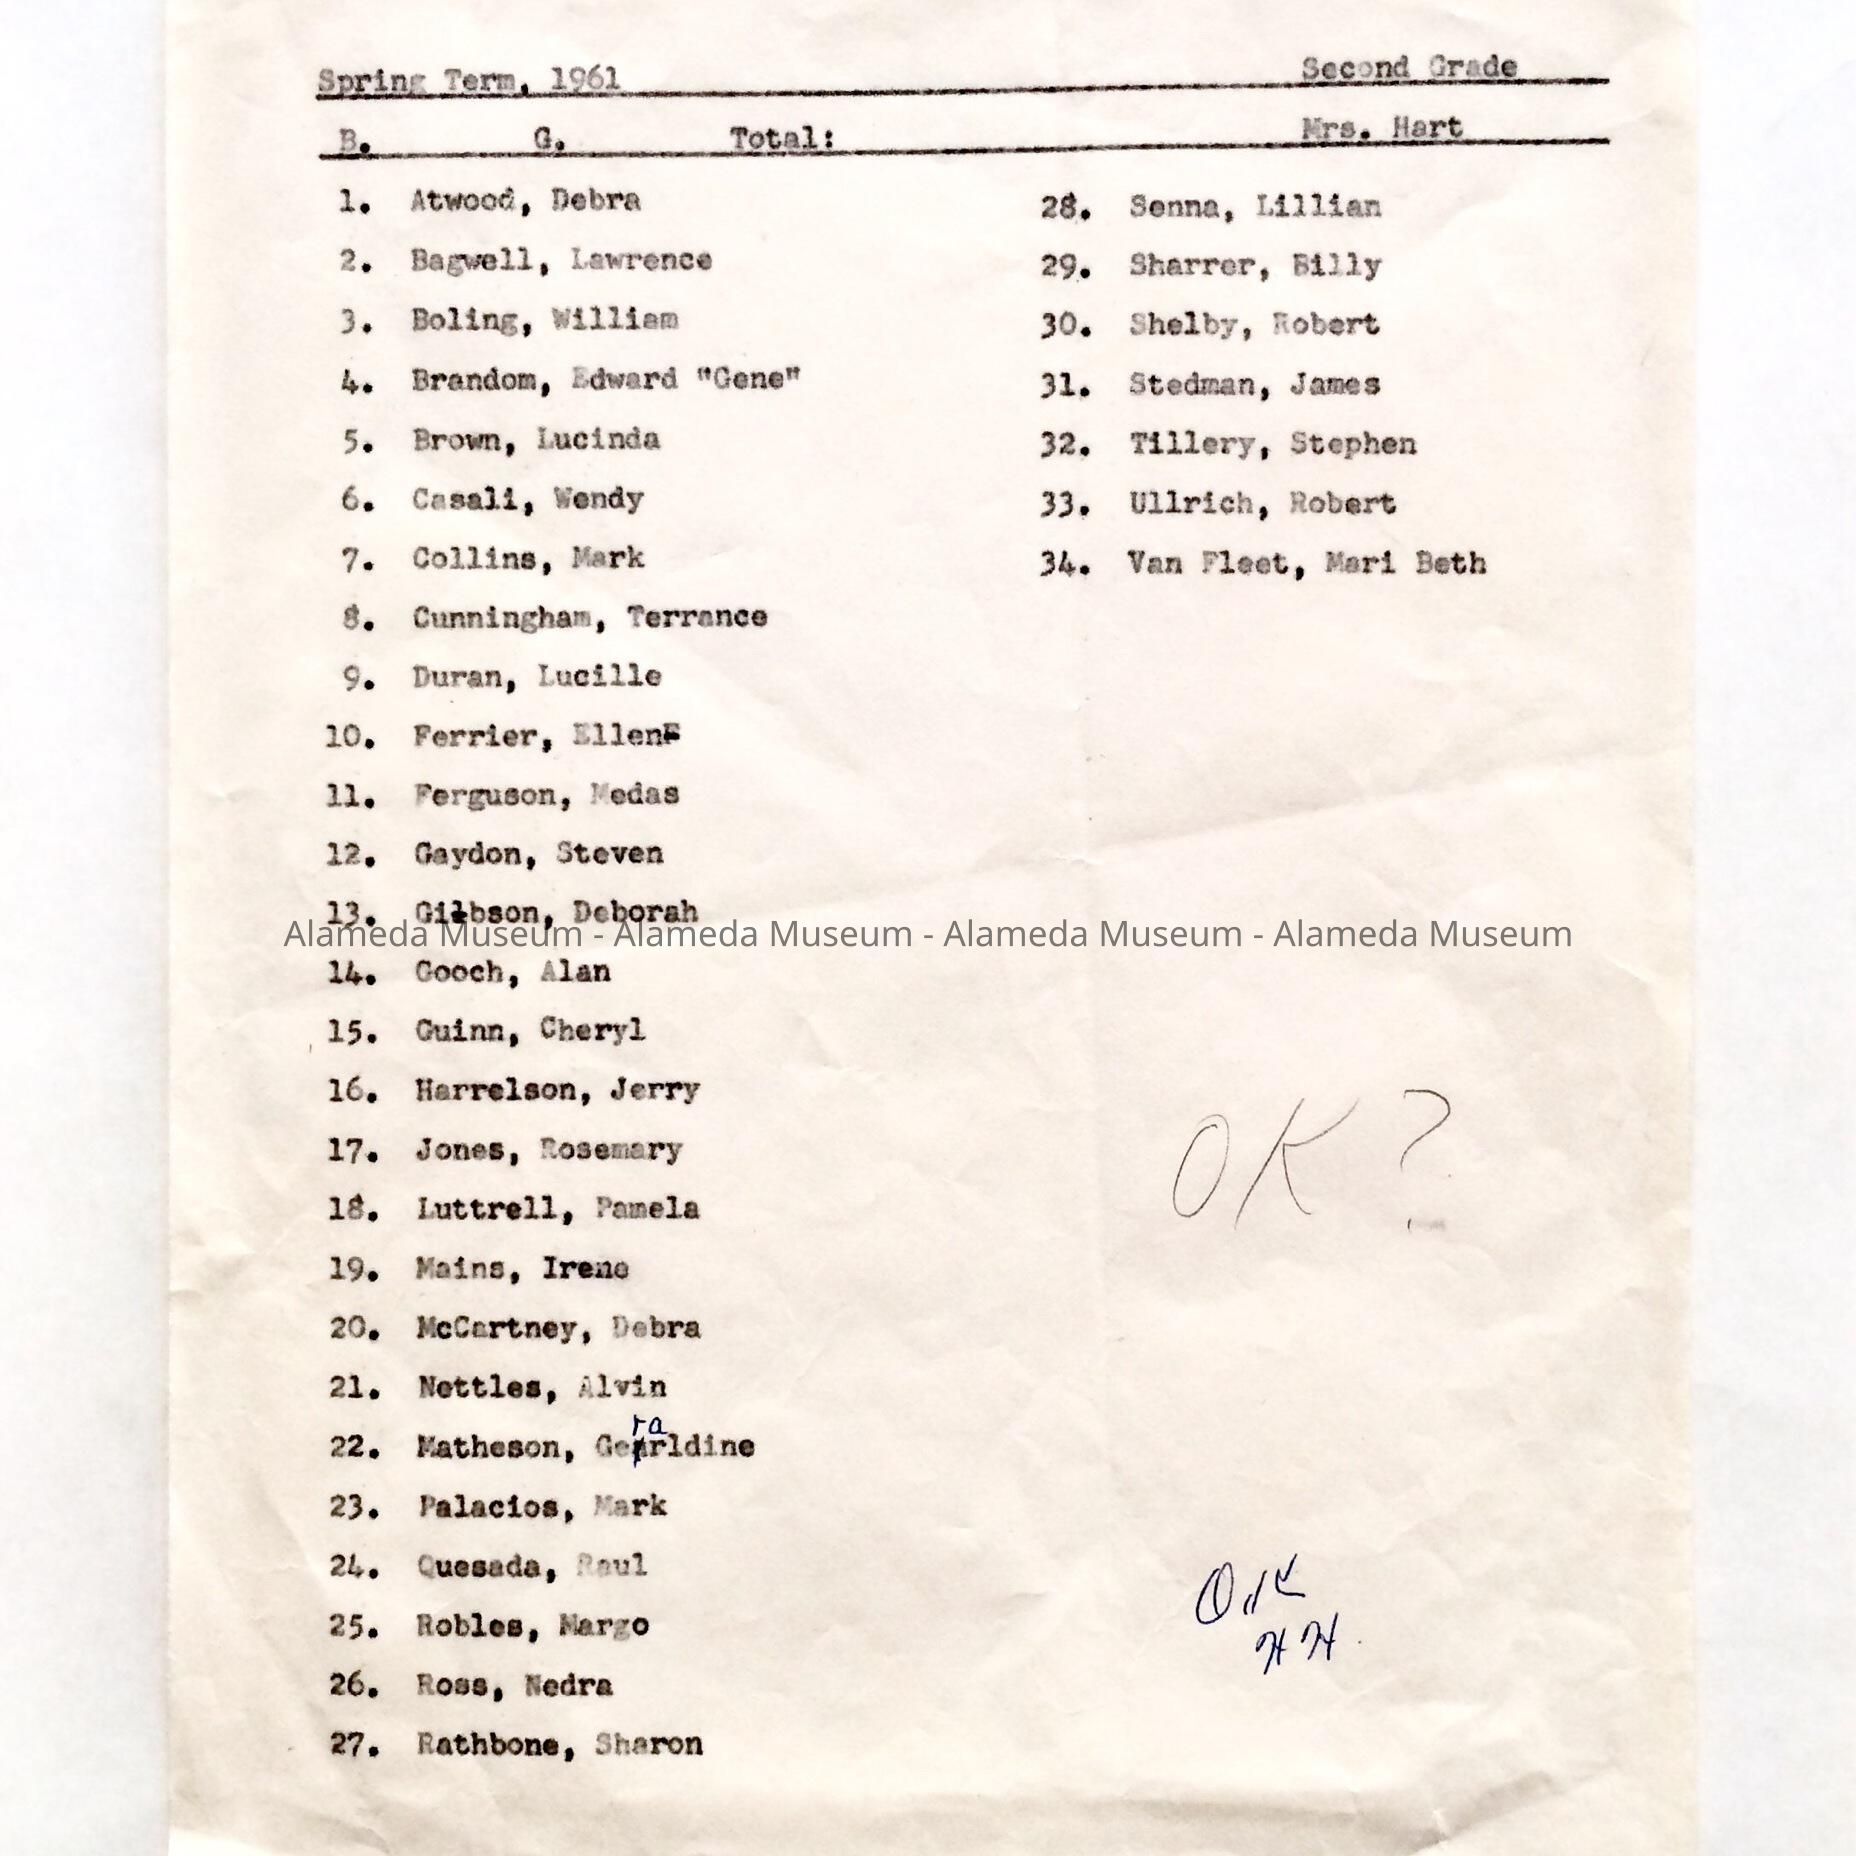 Spring Term, 1961 Second Grade
B. G. Total: Mrs. Hart
1. Atwood, Debra
2. Bagwell, Lawrence
3. Boling, William
4. Brandom, Edward "Gene"
5. Brown, Lucinda
6. Casali, Wendy
7. Collins, Mark
8. Cunningham, Terrance
9. Duran, Lucille
10. Ferrier, Ellen
11. Ferguson, Medas
12. Gaydon, Steven
13. Gibson, Deborah
Alameda Museum - Alameda Museum - Alameda Museum - Alameda Museum
14. Gooch, Alan
15. Guinn, Cheryl
16. Harrelson, Jerry
17. Jones, Rosemary
18. Luttrell, Pamela
19. Mains, Irene
20. McCartney, Debra
21. Nettles, Alvin
22. Matheson, Geraldine
23. Palacios, Mark
24. Quesada, Raul
25. Robles, Margo
26. Ross, Nedra
27. Rathbone, Sharon
28. Senna, Lillian
29. Sharrer, Billy
30. Shelby, Robert
31. Stedman, James
32. Tillery, Stephen
33. Ullrich, Robert
34. Van Fleet, Mari Beth
OK?
O.K
HH.